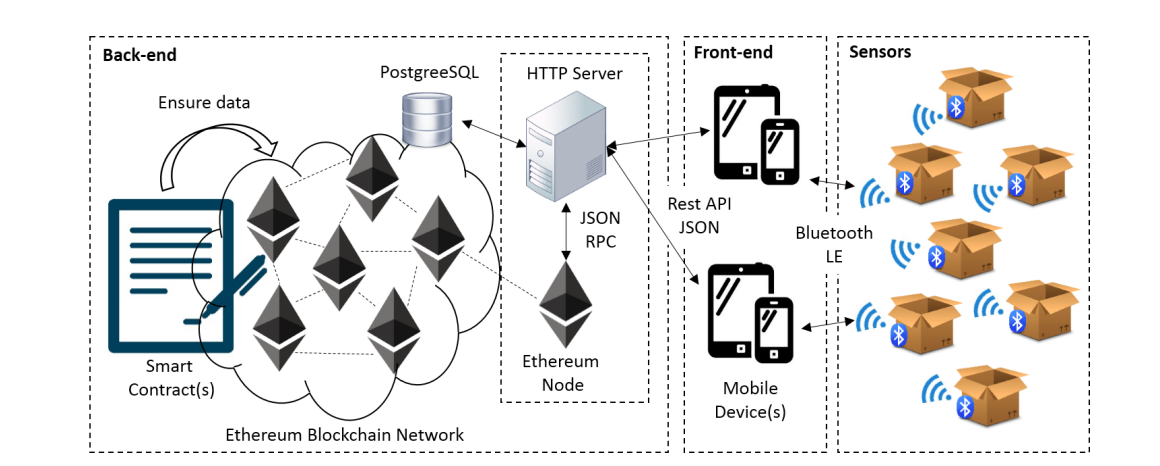 Back-end
Front-end
Sensors
PostgreeSQL
HTTP Server
Ensure data
JSON
RPC
Rest API
JSON
Bluetooth
LE
Smart
Contract(s)
Ethereum
Node
Mobile
Device(s)
Ethereum Blockchain Network